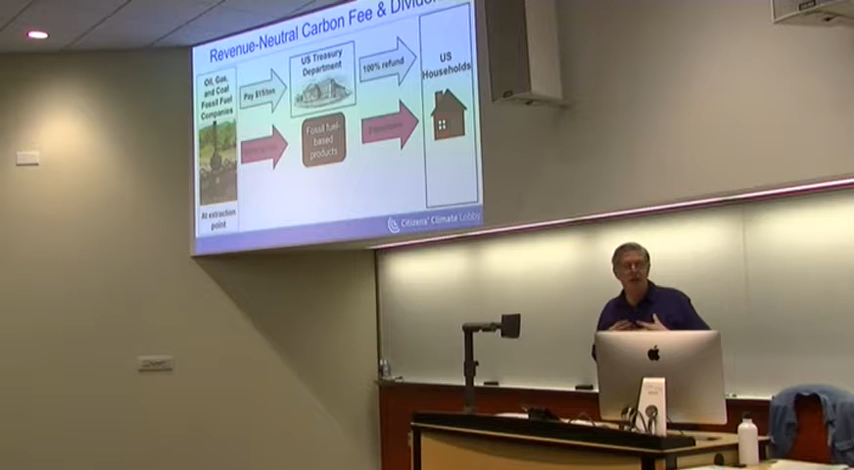 Revenue-Neutral Carbon Fee &
Oil, Gas,
and Coal
Fossil Fuel
Companies
Pay $15/ton
US Treasury
Department
100% refund
US
Households
Fossil fuel-
based
products
At extraction
point
Citizens' Climate Lobby